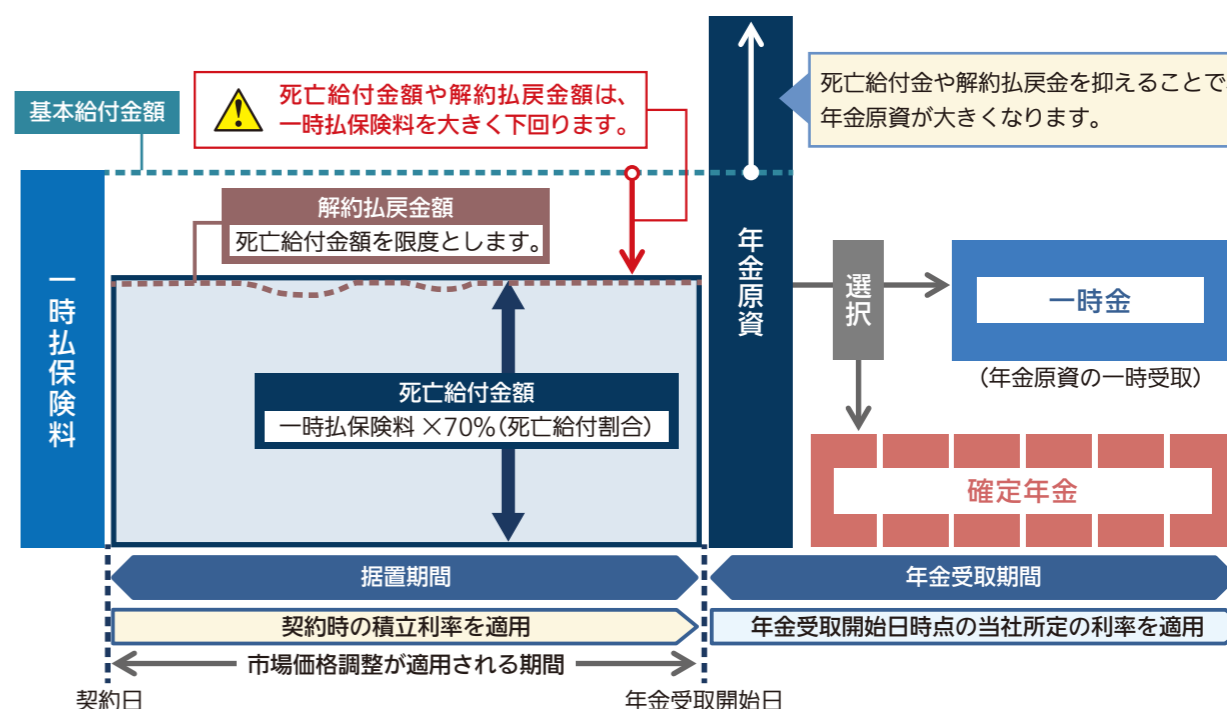 基本給付金額
死亡給付金額や解約払戻金額は、
一時払保険料を大きく下回ります。
死亡給付金や解約払戻金を抑えることで、
年金原資が大きくなります。
一時払保険料
解約払戻金額
死亡給付金額を限度とします。
死亡給付金額
一時払保険料×70%(死亡給付割合)
年金原資
選択
一時金
(年金原資の一時受取)
確定年金
据置期間
年金受取期間
契約時の積立利率を適用
年金受取開始日時点の当社所定の利率を適用
市場価格調整が適用される期間
契約日
年金受取開始日